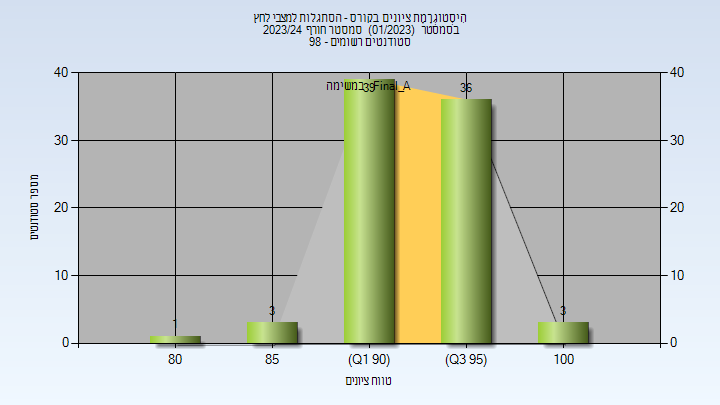 היסטוגרמת ציונים בקורס - הסתגלות למצבי לחץ
בסמסטר (01/2023) סמסטר חורף 2023/24
סטודנטים רשומים - 98
במשימה - Final_A
40
30
20
10
0
40
30
20
10
0
1
3
39
36
3
80
85
(Q1 90)
(Q3 95)
100
מספר סטודנטים
טווח ציונים